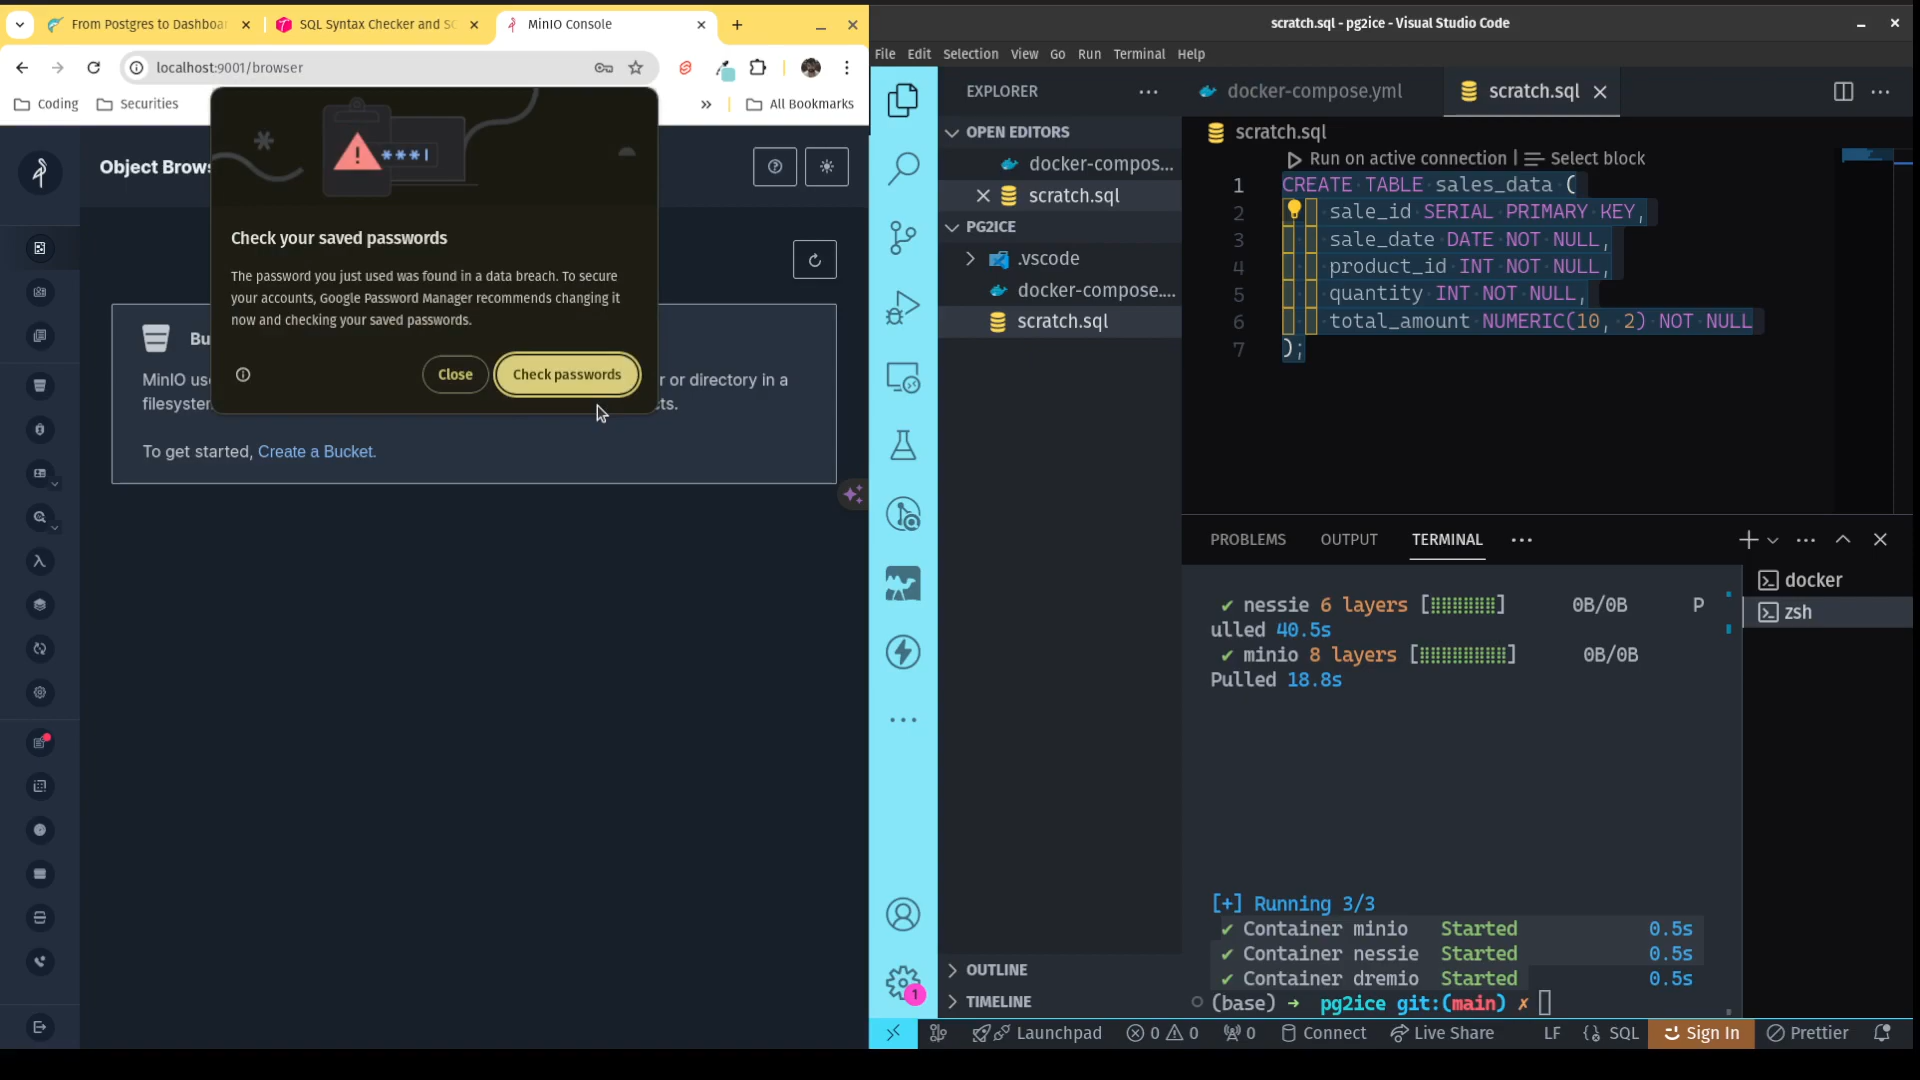 From Postgres to Dashboa
SQL Syntax Checker and SC
MinIO Console
localhost:9001/browser
Coding
Securities
»
All Bookmarks
Object Brows
***|
Check your saved passwords
The password you just used was found in a data breach. To secure
your accounts, Google Password Manager recommends changing it
now and checking your saved passwords.
Close
Check passwords
Bu
MinIO use
r or directory in a
filesystem
cts.
To get started, Create a Bucket.
scratch.sql - pg2ice - Visual Studio Code
File Edit Selection View Go Run Terminal Help
EXPLORER
OPEN EDITORS
docker-compos...
scratch.sql
PG2ICE
.vscode
docker-compose....
scratch.sql
OUTLINE
TIMELINE
docker-compose.yml
scratch.sql
scratch.sql
Run on active connection | Select block
1 CREATE TABLE sales_data (
2 sale_id SERIAL PRIMARY KEY,
3 sale_date DATE NOT NULL,
4 product_id INT NOT NULL,
5 quantity INT NOT NULL,
6 total_amount NUMERIC(10, 2) NOT NULL
7 );
PROBLEMS OUTPUT TERMINAL
docker
zsh
✔ nessie 6 layers [⣿⣿⣿⣿⣿⣿] 0B/0B P
ulled 40.5s
✔ minio 8 layers [⣿⣿⣿⣿⣿⣿⣿⣿] 0B/0B
Pulled 18.8s
[+] Running 3/3
✔ Container minio Started 0.5s
✔ Container nessie Started 0.5s
✔ Container dremio Started 0.5s
(base) → pg2ice git:(main) ✗
1
Launchpad 0 0 0 Connect Live Share LF {} SQL Sign In Prettier